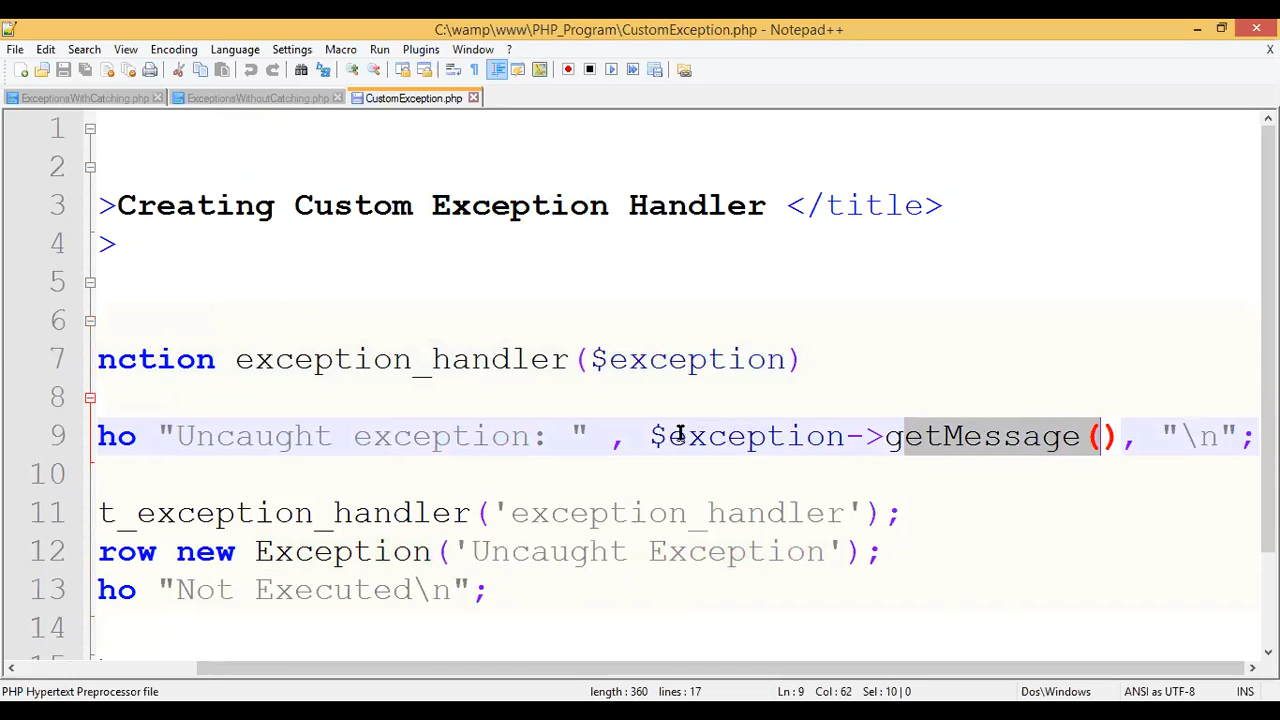 C:\wamp\www\PHP_Program\CustomException.php - Notepad++
File Edit Search View Encoding Language Settings Macro Run Plugins Window ? X
ExceptionsWithCatching.php ExceptionsWithoutCatching.php CustomException.php
1
2
3 >Creating Custom Exception Handler </title>
4 >
5
6
7 nction exception_handler($exception)
8
9 ho "Uncaught exception: " , $exception->getMessage(), "\n";
10
11 t_exception_handler('exception_handler');
12 row new Exception('Uncaught Exception');
13 ho "Not Executed\n";
14
PHP Hypertext Preprocessor file length : 360 lines : 17 Ln : 9 Col : 62 Sel : 10 | 0 Dos\Windows ANSI as UTF-8 INS